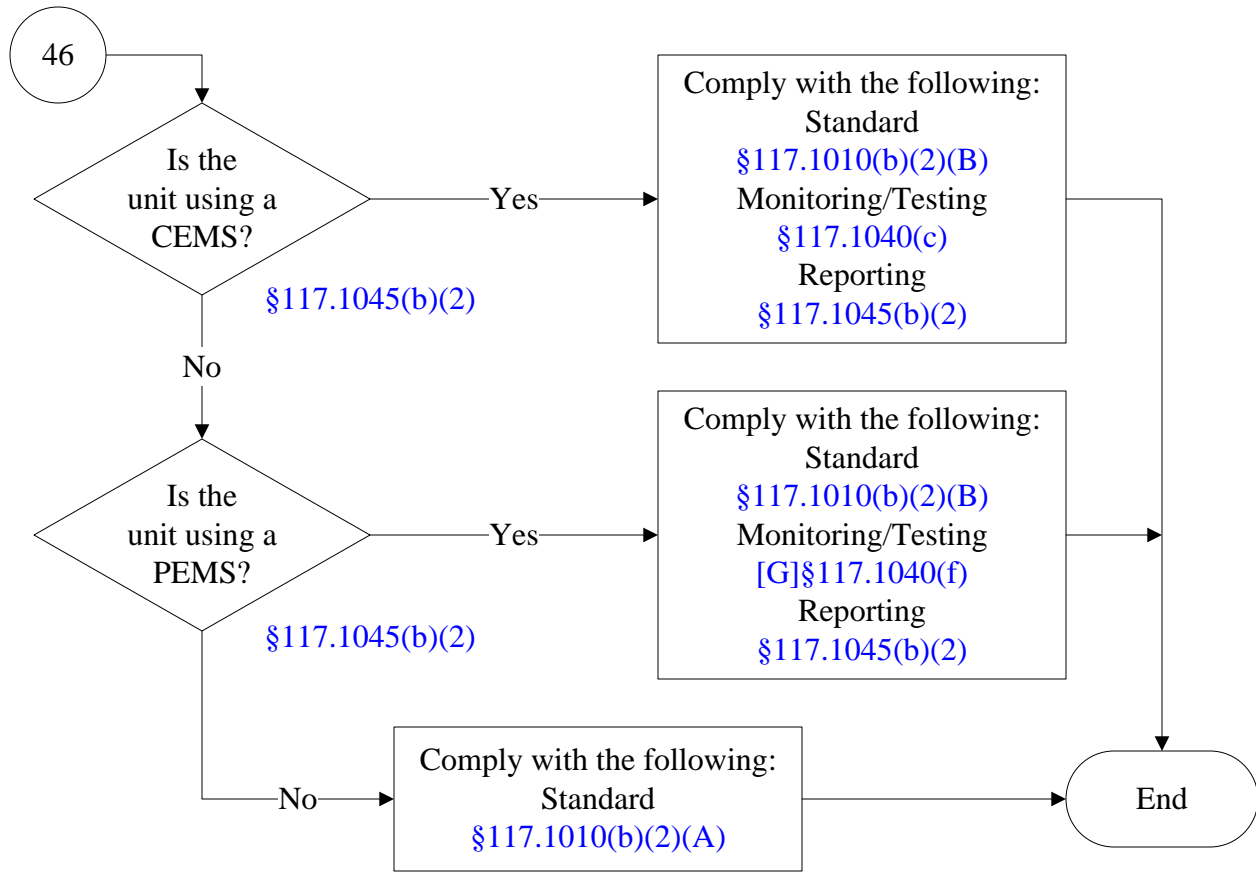 46
Is the
unit using a
CEMS?
Yes
§117.1045(b)(2)
Comply with the following:
Standard
§117.1010(b)(2)(B)
Monitoring/Testing
§117.1040(c)
Reporting
§117.1045(b)(2)
No
Is the
unit using a
PEMS?
Yes
§117.1045(b)(2)
Comply with the following:
Standard
§117.1010(b)(2)(B)
Monitoring/Testing
[G]§117.1040(f)
Reporting
§117.1045(b)(2)
No
Comply with the following:
Standard
§117.1010(b)(2)(A)
End